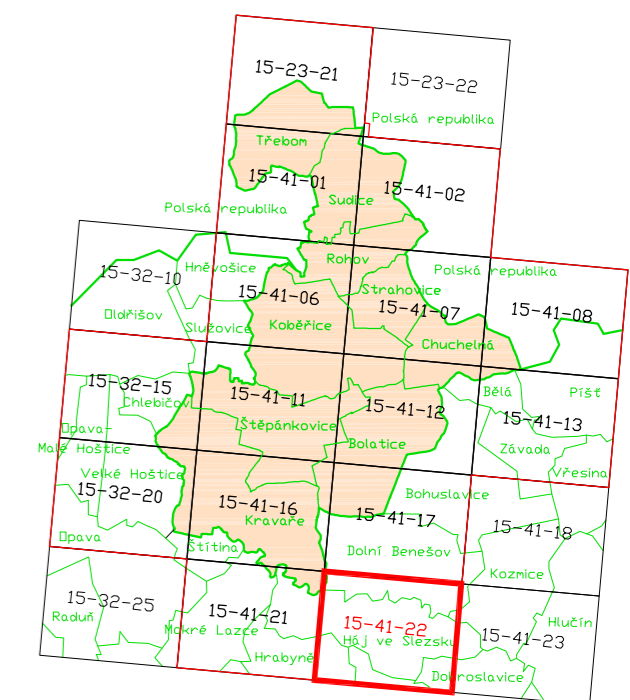 15-23-21
15-23-22
Polská republika
Třebom
15-41-01
15-41-02
Sudice
Polská republika
Rohov
Hněvošice
Polská republika
15-32-10
Strahovice
15-41-06
15-41-07
15-41-08
Oldřišov
Služovice
Kobeřice
Chuchelná
15-32-15
Bělá
Píšť
15-41-11
Chlebičov
15-41-12
15-41-13
Štěpánkovice
Opava-
Malé Hoštice
Bolatice
Závada
Velké Hoštice
Vřesina
15-32-20
Bohuslavice
15-41-16
Kravaře
15-41-17
15-41-18
Opava
Štítina
Dolní Benešov
Kozmice
15-32-25
Raduň
15-41-21
Mokré Lazce
15-41-22
Háj ve Slezsku
Hlučín
15-41-23
Hrabyně
Dobroslavice